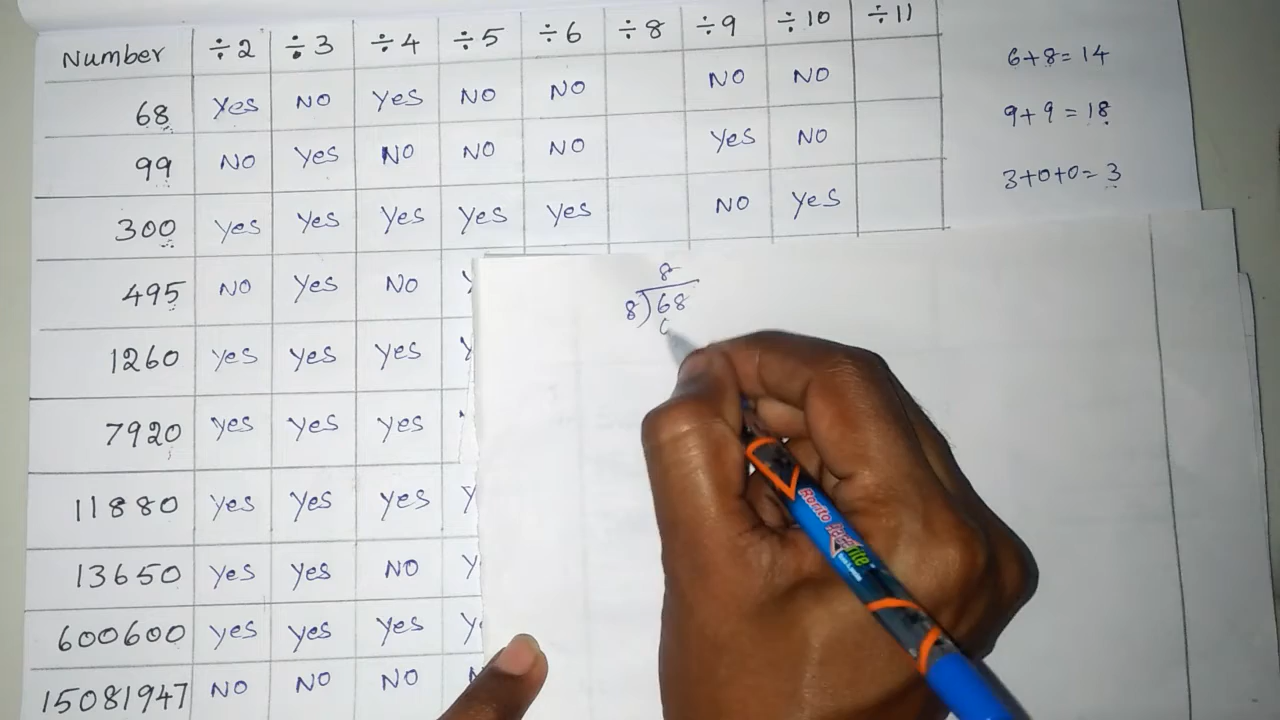 Number ÷2 ÷3 ÷4 ÷5 ÷6 ÷8 ÷9 ÷10 ÷11
68 Yes NO Yes NO NO NO NO
99 NO Yes NO NO NO Yes NO
300 Yes Yes Yes Yes Yes NO Yes
495 NO Yes NO
1260 Yes Yes Yes
7920 Yes Yes Yes
11880 Yes Yes Yes
13650 Yes Yes NO
600600 Yes Yes Yes
15081947 NO NO NO
6+8=14
9+9=18
3+0+0=3
8
8)68